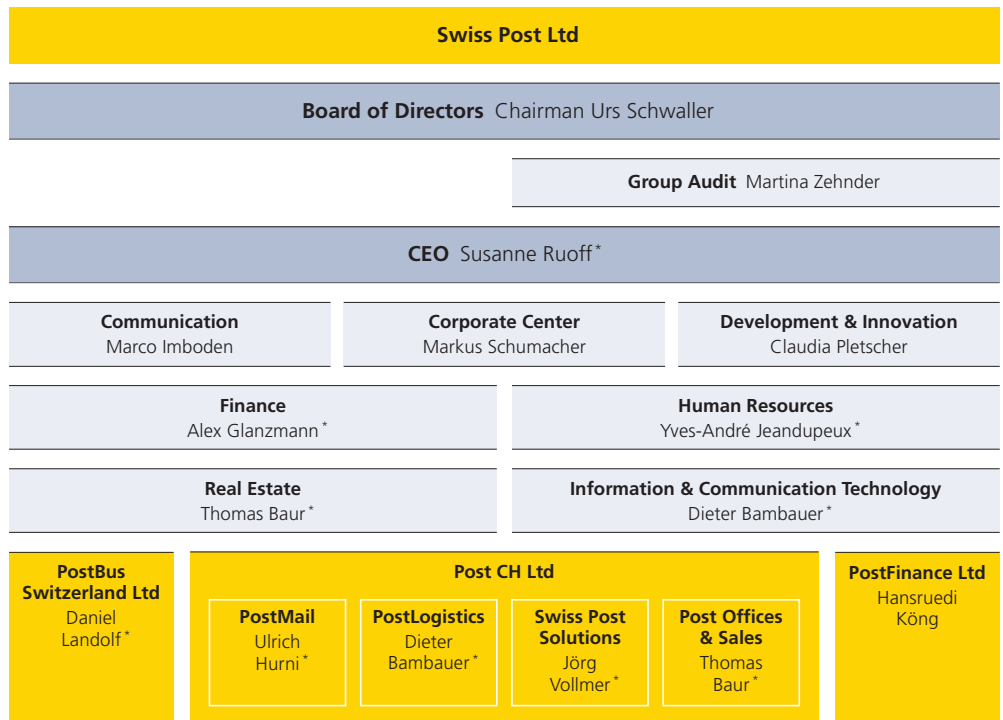 Swiss Post Ltd
Board of Directors Chairman Urs Schwaller
Group Audit Martina Zehnder
CEO Susanne Ruoff *
Communication
Marco Imboden
Corporate Center
Markus Schumacher
Development & Innovation
Claudia Pletscher
Finance
Alex Glanzmann *
Human Resources
Yves-André Jeandupeux *
Real Estate
Thomas Baur *
Information & Communication Technology
Dieter Bambauer *
PostBus
Switzerland Ltd
Daniel
Landolf *
Post CH Ltd
PostMail
Ulrich
Hurni *
PostLogistics
Dieter
Bambauer *
Swiss Post
Solutions
Jörg
Vollmer *
Post Offices
& Sales
Thomas
Baur *
PostFinance Ltd
Hansruedi
Köng